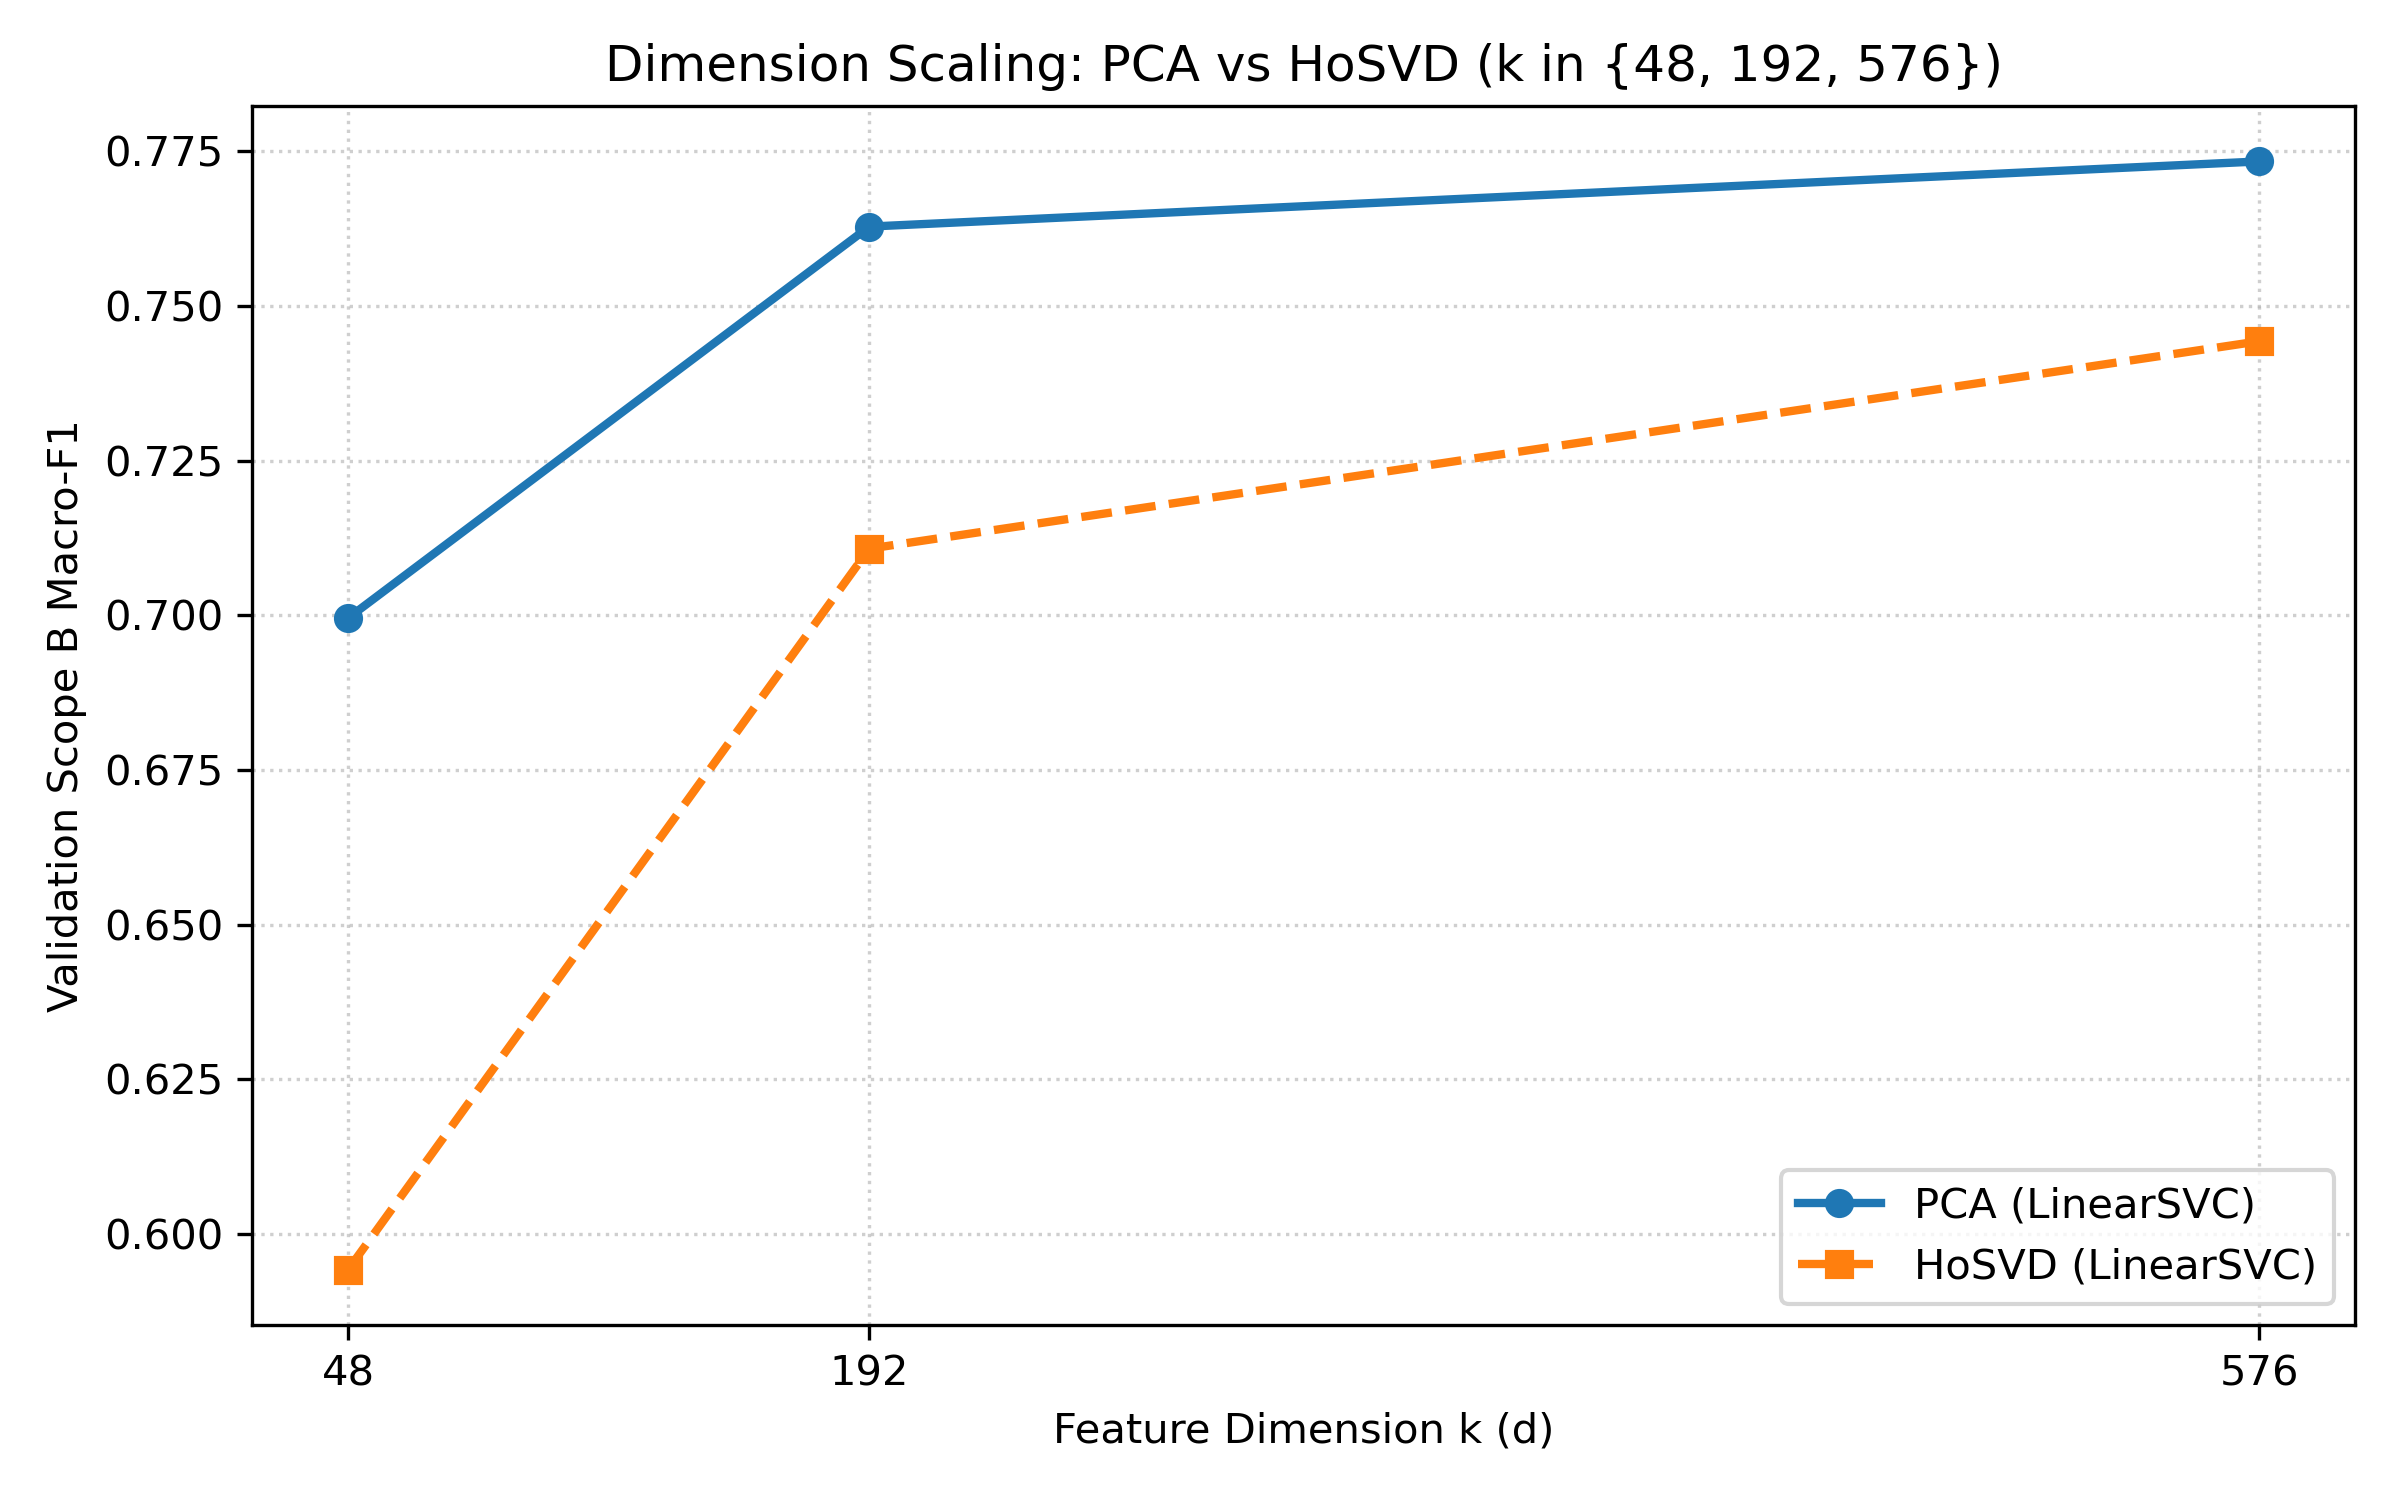 Dimension Scaling: PCA vs HoSVD (k in {48, 192, 576})
Validation Scope B Macro-F1
0.775
0.750
0.725
0.700
0.675
0.650
0.625
0.600
PCA (LinearSVC)
HoSVD (LinearSVC)
48 192 576
Feature Dimension k (d)